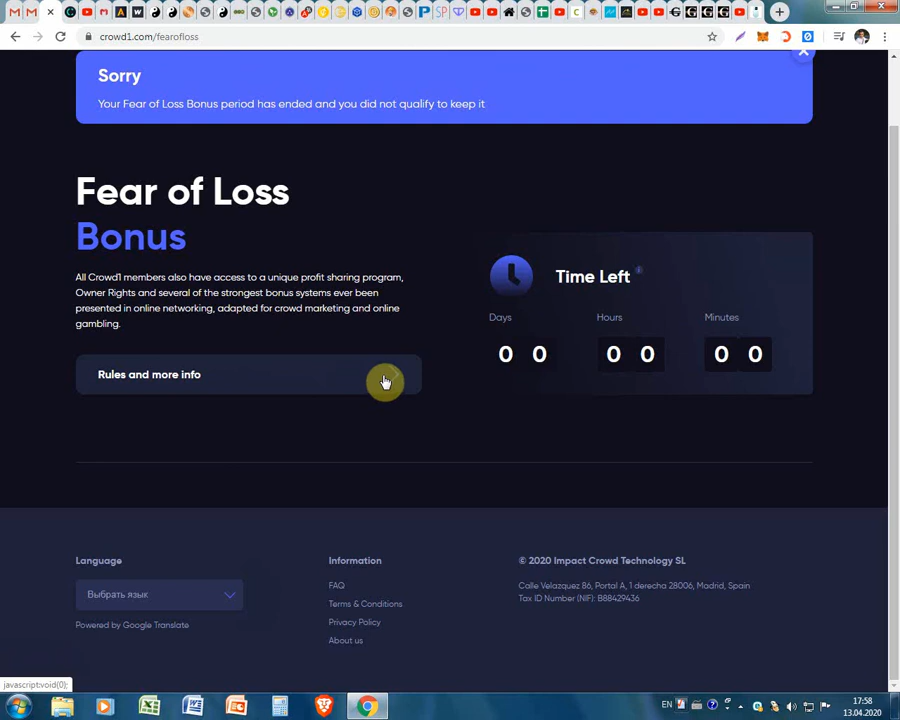 crowd1.com/fearofloss
Sorry
Your Fear of Loss Bonus period has ended and you did not qualify to keep it
Fear of Loss
Bonus
All Crowd1 members also have access to a unique profit sharing program,
Owner Rights and several of the strongest bonus systems ever been
presented in online networking, adapted for crowd marketing and online
gambling.
Rules and more info
Time Left
Days
Hours
Minutes
0 0
0 0
0 0
Language
Выбрать язык
Powered by Google Translate
Information
FAQ
Terms & Conditions
Privacy Policy
About us
© 2020 Impact Crowd Technology SL
Calle Velazquez 86, Portal A, 1 derecha 28006, Madrid, Spain
Tax ID Number (NIF): B88429436
javascript:void(0);
EN
17:58
13.04.2020